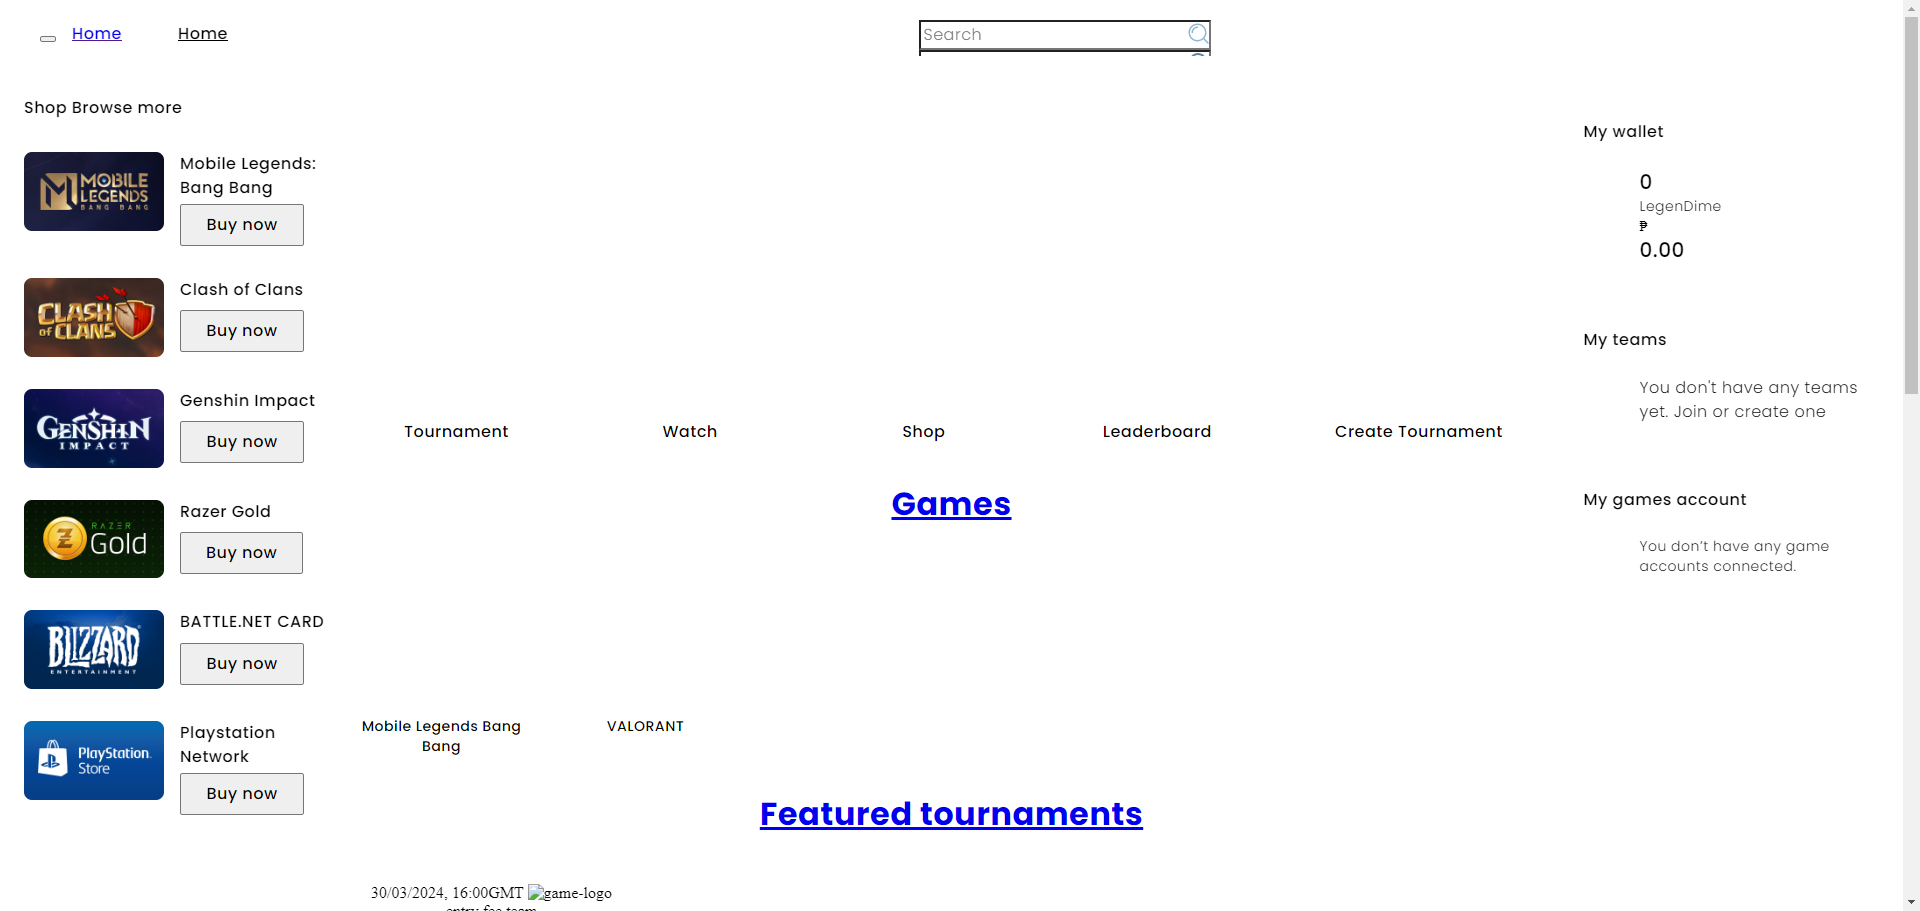 Home
Home
Search
Shop Browse more
MOBILE
LEGENDS
BANG BANG
Mobile Legends:
Bang Bang
Buy now
CLASH
of CLANS
Clash of Clans
Buy now
GENSHIN
IMPACT
Genshin Impact
Buy now
RAZER
Gold
Razer Gold
Buy now
BLIZZARD
ENTERTAINMENT
BATTLE.NET CARD
Buy now
PlayStation
Store
Playstation
Network
Buy now
Tournament
Watch
Shop
Leaderboard
Create Tournament
Games
Mobile Legends Bang
Bang
VALORANT
Featured tournaments
30/03/2024, 16:00GMT game-logo
entry fee team
My wallet
0
LegenDime
₱
0.00
My teams
You don't have any teams
yet. Join or create one
My games account
You don’t have any game
accounts connected.